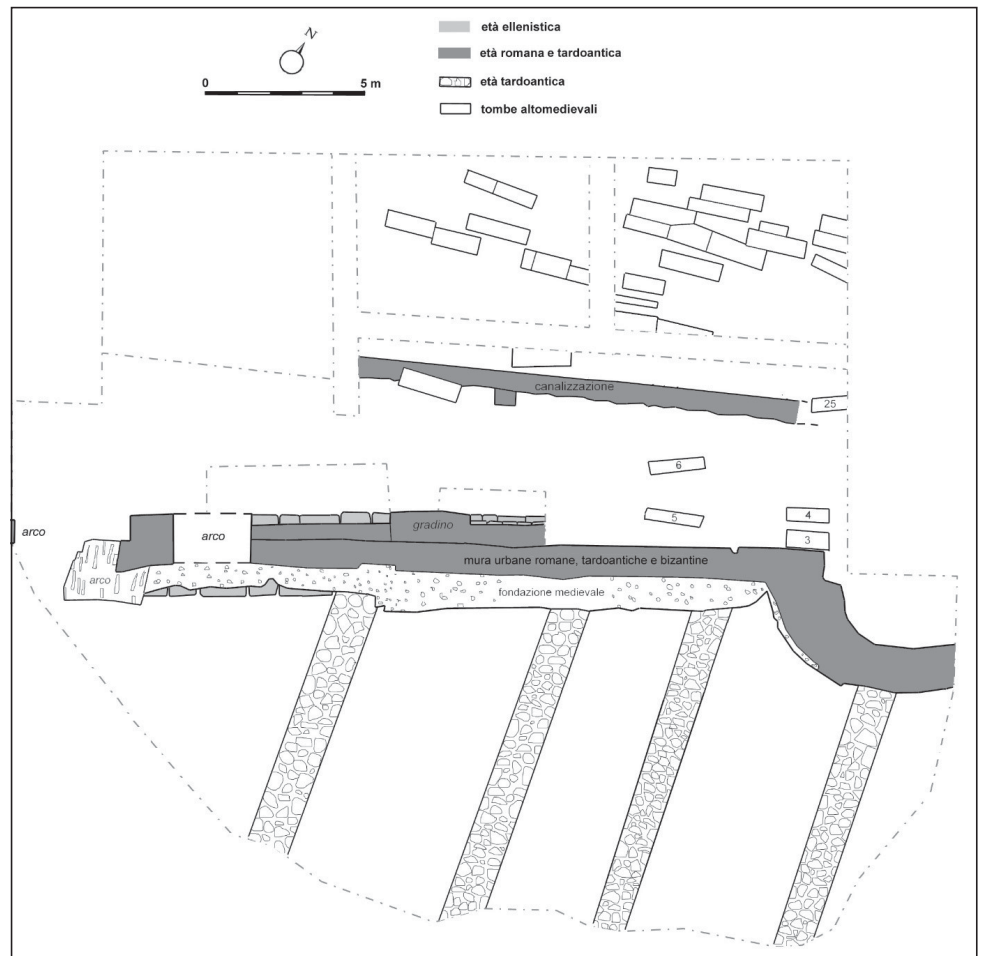 N
0 5 m
età ellenistica
età romana e tardoantica
età tardoantica
tombe altomedievali
canalizzazione
25
6
5
4
3
arco
arco
gradino
mura urbane romane, tardoantiche e bizantine
arco
fondazione medievale